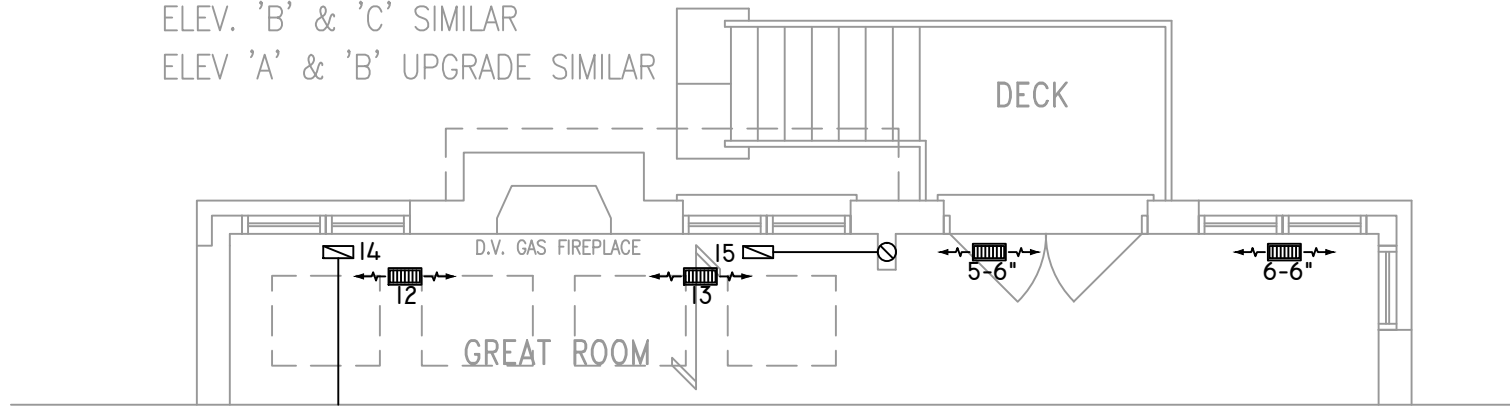 ELEV. 'B' & 'C' SIMILAR
ELEV 'A' & 'B' UPGRADE SIMILAR
DECK
D.V. GAS FIREPLACE
14
15
5-6"
6-6"
12
13
GREAT ROOM